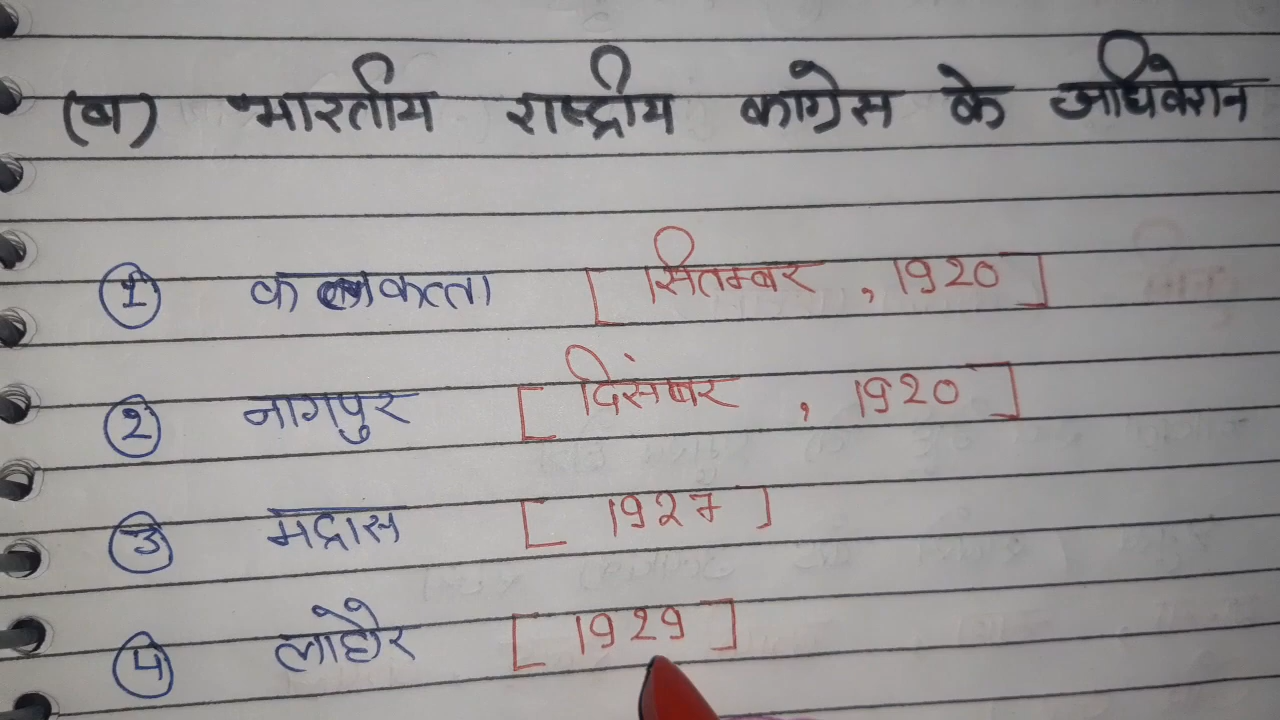 (ब) भारतीय राष्ट्रीय कांग्रेस के अधिवेशन
1 कलकत्ता [ सितम्बर , 1920 ]
2 नागपुर [ दिसंबर , 1920 ]
3 मद्रास [ 1927 ]
4 लाहौर [ 1929 ]